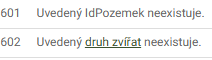 601 Uvedený IdPozemek neexistuje.
602 Uvedený druh zvířat neexistuje.